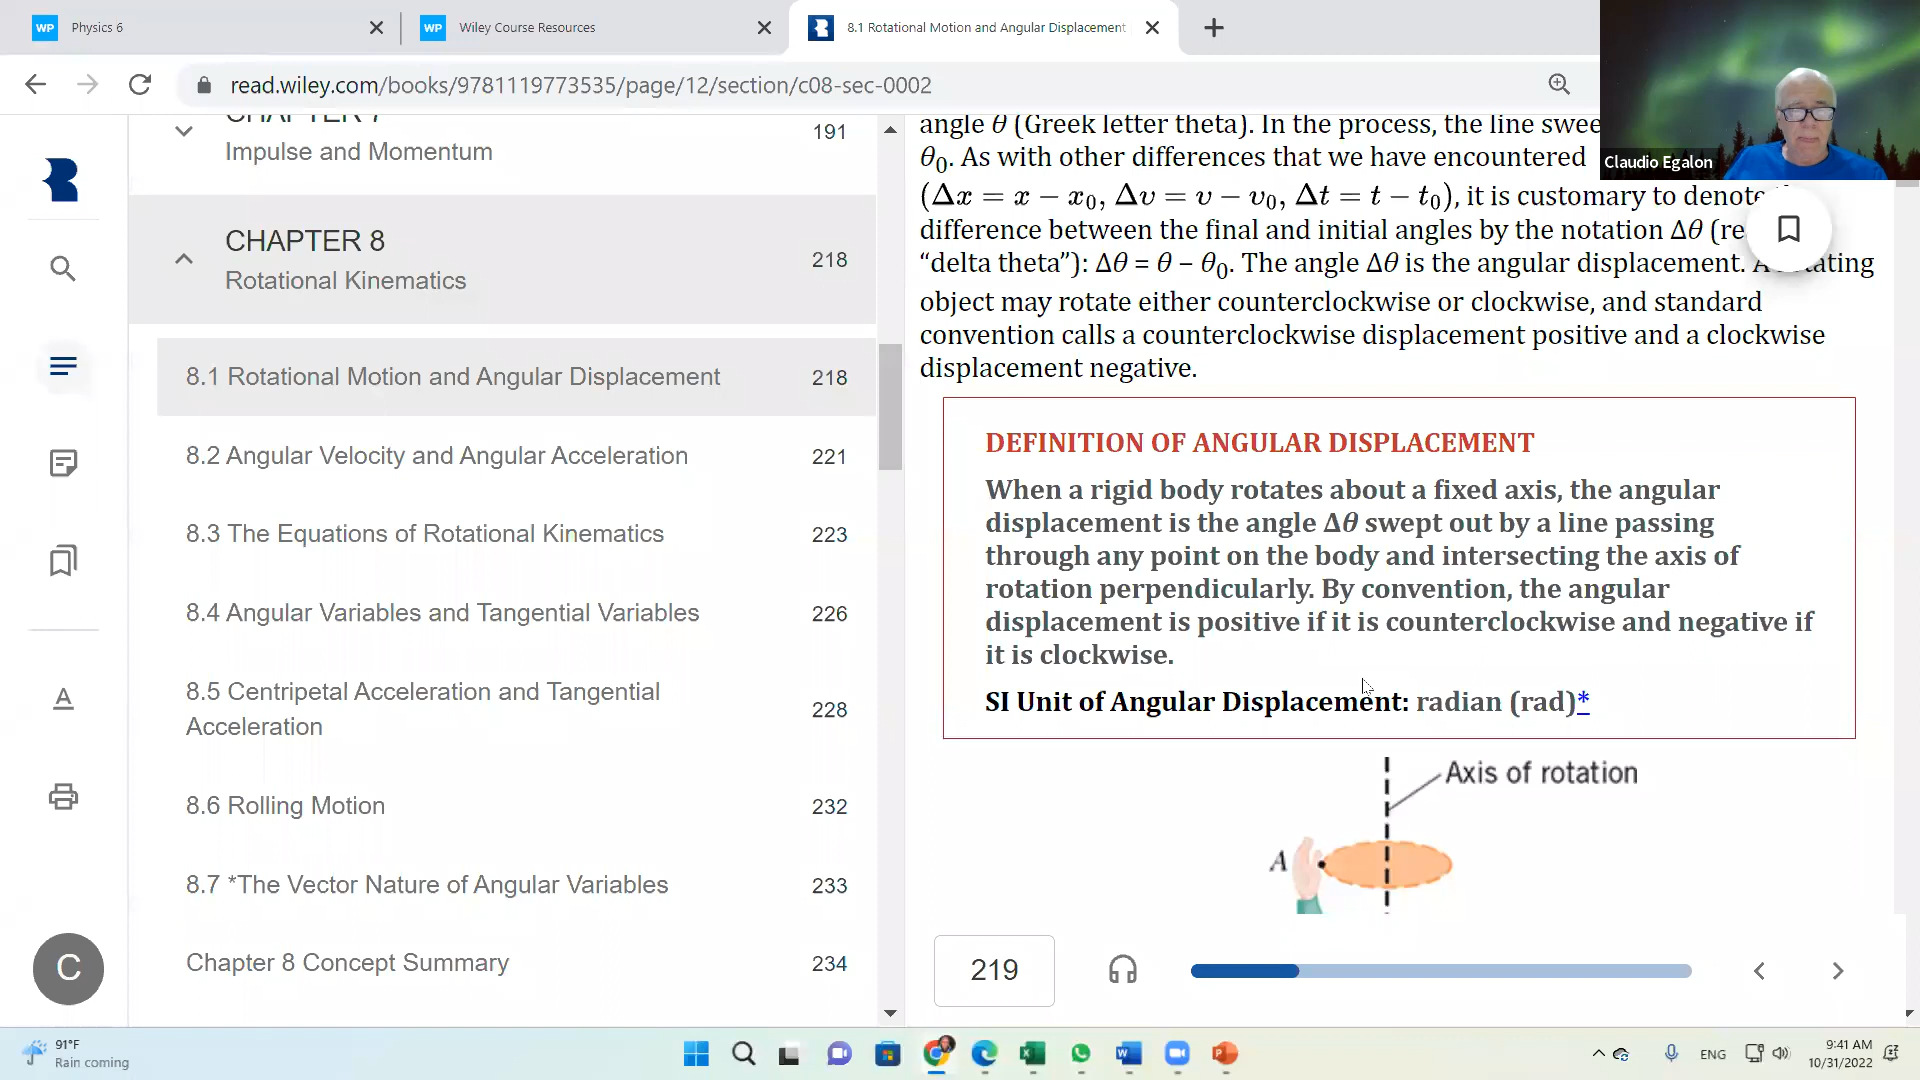 WP Physics 6
WP Wiley Course Resources
8.1 Rotational Motion and Angular Displacement
read.wiley.com/books/9781119773535/page/12/section/c08-sec-0002
Claudio Egalon
191
Impulse and Momentum
CHAPTER 8
218
Rotational Kinematics
8.1 Rotational Motion and Angular Displacement 218
8.2 Angular Velocity and Angular Acceleration 221
8.3 The Equations of Rotational Kinematics 223
8.4 Angular Variables and Tangential Variables 226
8.5 Centripetal Acceleration and Tangential
Acceleration
228
8.6 Rolling Motion 232
8.7 *The Vector Nature of Angular Variables 233
Chapter 8 Concept Summary 234
C
angle θ (Greek letter theta). In the process, the line
θ₀. As with other differences that we have encountered
(Δx = x − x₀, Δv = v − v₀, Δt = t − t₀), it is customary to denote
difference between the final and initial angles by the notation Δθ
“delta theta”): Δθ = θ − θ₀. The angle Δθ is the angular displacement.
object may rotate either counterclockwise or clockwise, and standard
convention calls a counterclockwise displacement positive and a clockwise
displacement negative.
DEFINITION OF ANGULAR DISPLACEMENT
When a rigid body rotates about a fixed axis, the angular
displacement is the angle Δθ swept out by a line passing
through any point on the body and intersecting the axis of
rotation perpendicularly. By convention, the angular
displacement is positive if it is counterclockwise and negative if
it is clockwise.
SI Unit of Angular Displacement: radian (rad)*
Axis of rotation
A
219
91°F
Rain coming
ENG
9:41 AM
10/31/2022